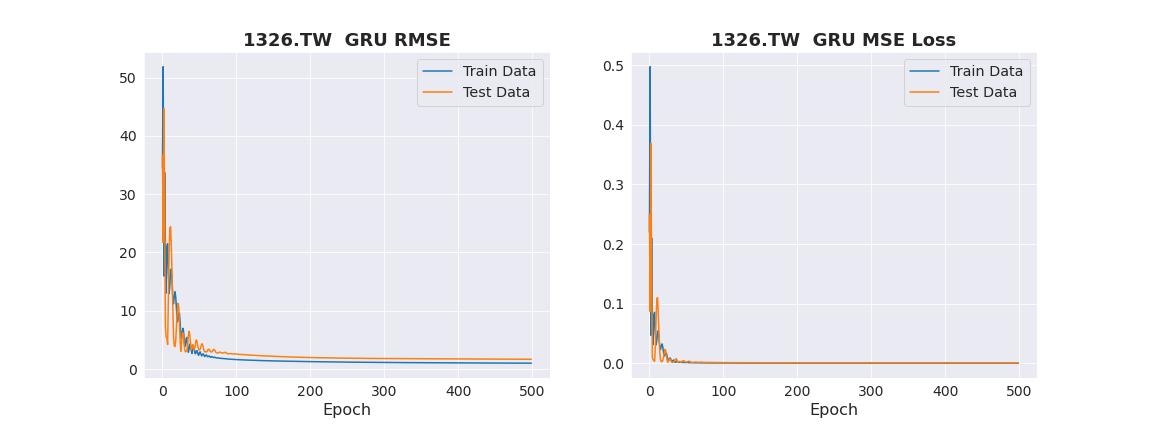 1326.TW  GRU RMSE
Train Data
Test Data
50
40
30
20
10
0
0 100 200 300 400 500
Epoch
1326.TW  GRU MSE Loss
Train Data
Test Data
0.5
0.4
0.3
0.2
0.1
0.0
0 100 200 300 400 500
Epoch